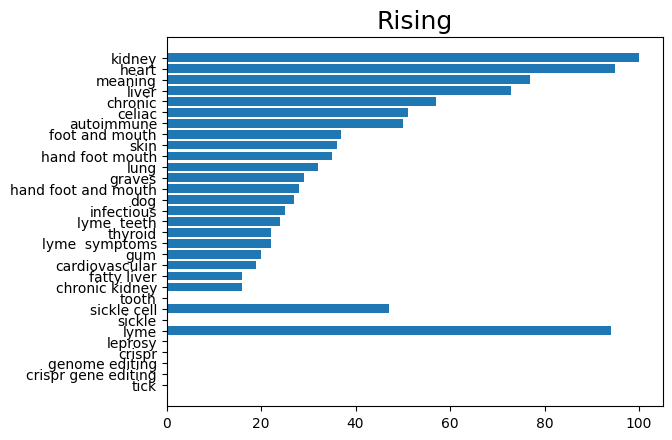 Rising
kidney
heart
meaning
liver
chronic
celiac
autoimmune
foot and mouth
skin
hand foot mouth
lung
graves
hand foot and mouth
dog
infectious
lyme  teeth
thyroid
lyme  symptoms
gum
cardiovascular
fatty liver
chronic kidney
tooth
sickle cell
sickle
lyme
leprosy
crispr
genome editing
crispr gene editing
tick
0 20 40 60 80 100